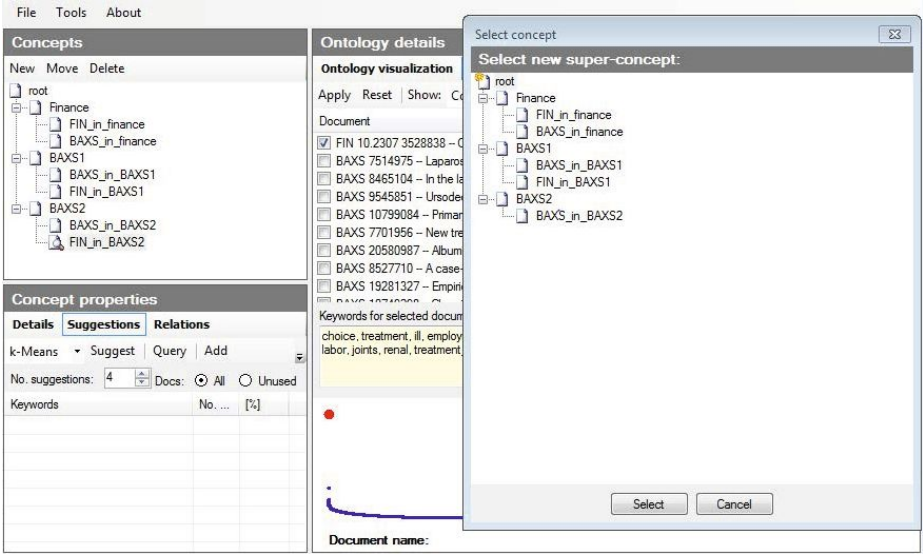 File Tools About
Concepts
New Move Delete
root
Finance
FIN_in_finance
BAXS_in_finance
BAXS1
BAXS_in_BAXS1
FIN_in_BAXS1
BAXS2
BAXS_in_BAXS2
FIN_in_BAXS2
Concept properties
Details Suggestions Relations
k-Means Suggest Query Add
No. suggestions: 4 Docs: All Unused
Keywords No. ... [%]
Ontology details
Ontology visualization
Apply Reset Show:
Document
FIN 10.2307 3528838 --
BAXS 7514975 -- Laparos
BAXS 8465104 -- In the la
BAXS 9545851 -- Ursode
BAXS 10799084 -- Primar
BAXS 7701956 -- New tre
BAXS 20580987 -- Album
BAXS 8527710 -- A case-
BAXS 19281327 -- Empiri
Keywords for selected docum
choice, treatment, ill, employ
labor, joints, renal, treatment,
Document name:
Select concept
Select new super-concept:
root
Finance
FIN_in_finance
BAXS_in_finance
BAXS1
BAXS_in_BAXS1
FIN_in_BAXS1
BAXS2
BAXS_in_BAXS2
Select Cancel